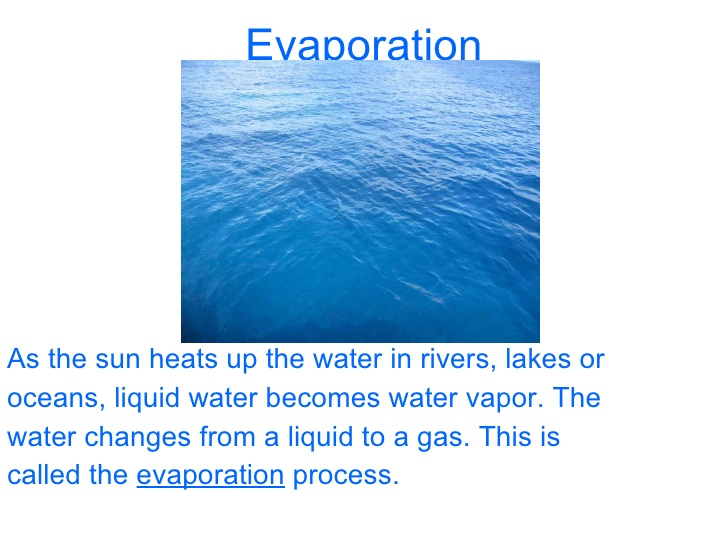 Evaporation
As the sun heats up the water in rivers, lakes or
oceans, liquid water becomes water vapor. The
water changes from a liquid to a gas. This is
called the evaporation process.